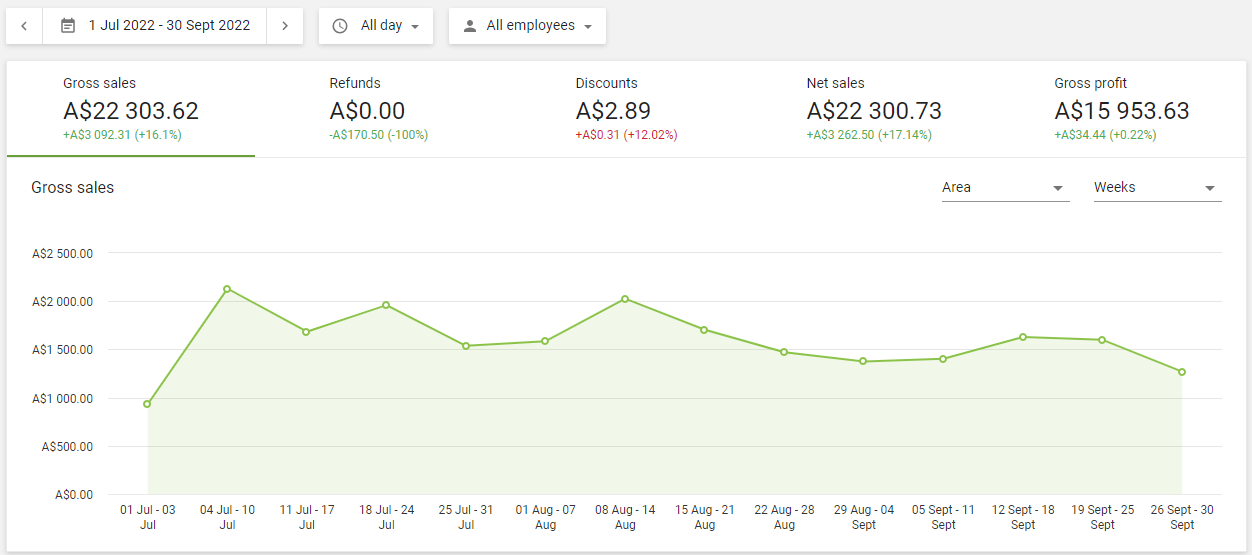 1 Jul 2022 - 30 Sept 2022
All day
All employees
Gross sales
A$22 303.62
+A$3 092.31 (+16.1%)
Refunds
A$0.00
-A$170.50 (-100%)
Discounts
A$2.89
+A$0.31 (+12.02%)
Net sales
A$22 300.73
+A$3 262.50 (+17.14%)
Gross profit
A$15 953.63
+A$34.44 (+0.22%)
Gross sales
Area
Weeks
A$2 500.00
A$2 000.00
A$1 500.00
A$1 000.00
A$500.00
A$0.00
01 Jul - 03
Jul
04 Jul - 10
Jul
11 Jul - 17
Jul
18 Jul - 24
Jul
25 Jul - 31
Jul
01 Aug - 07
Aug
08 Aug - 14
Aug
15 Aug - 21
Aug
22 Aug - 28
Aug
29 Aug - 04
Sept
05 Sept - 11
Sept
12 Sept - 18
Sept
19 Sept - 25
Sept
26 Sept - 30
Sept